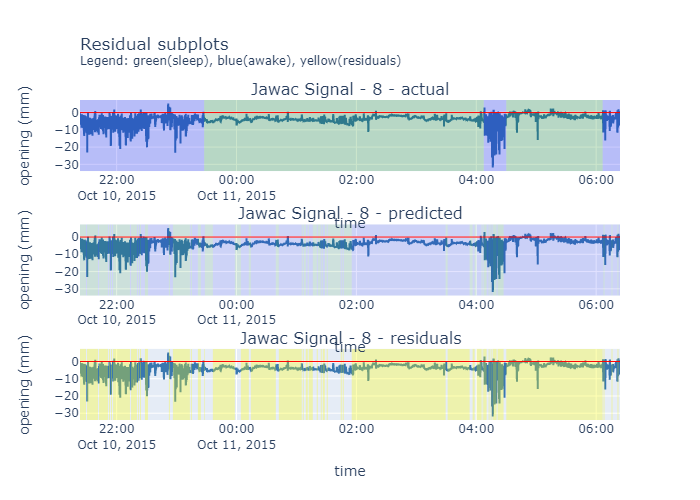 Residual subplots
Legend: green(sleep), blue(awake), yellow(residuals)
Jawac Signal - 8 - actual
opening (mm)
0
−10
−20
−30
22:00 00:00 02:00 04:00 06:00
Oct 10, 2015 Oct 11, 2015
time
Jawac Signal - 8 - predicted
opening (mm)
0
−10
−20
−30
22:00 00:00 02:00 04:00 06:00
Oct 10, 2015 Oct 11, 2015
time
Jawac Signal - 8 - residuals
opening (mm)
0
−10
−20
−30
22:00 00:00 02:00 04:00 06:00
Oct 10, 2015 Oct 11, 2015
time